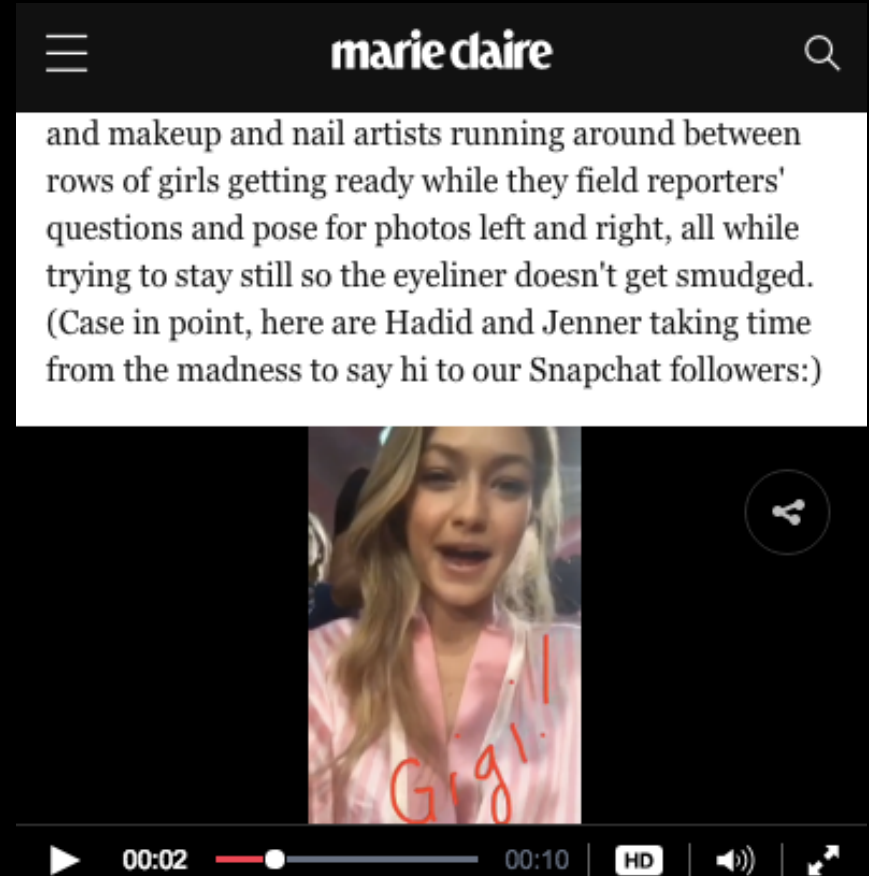 marie claire
and makeup and nail artists running around between
rows of girls getting ready while they field reporters'
questions and pose for photos left and right, all while
trying to stay still so the eyeliner doesn't get smudged.
(Case in point, here are Hadid and Jenner taking time
from the madness to say hi to our Snapchat followers:)
Gigi!
00:02 00:10 HD